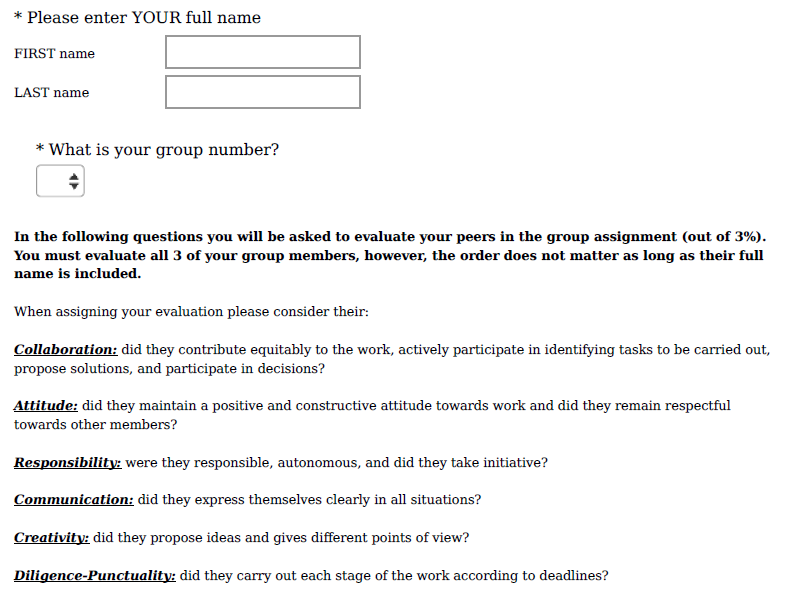 * Please enter YOUR full name
FIRST name
LAST name
* What is your group number?
In the following questions you will be asked to evaluate your peers in the group assignment (out of 3%).
You must evaluate all 3 of your group members, however, the order does not matter as long as their full
name is included.
When assigning your evaluation please consider their:
Collaboration: did they contribute equitably to the work, actively participate in identifying tasks to be carried out,
propose solutions, and participate in decisions?
Attitude: did they maintain a positive and constructive attitude towards work and did they remain respectful
towards other members?
Responsibility: were they responsible, autonomous, and did they take initiative?
Communication: did they express themselves clearly in all situations?
Creativity: did they propose ideas and gives different points of view?
Diligence-Punctuality: did they carry out each stage of the work according to deadlines?